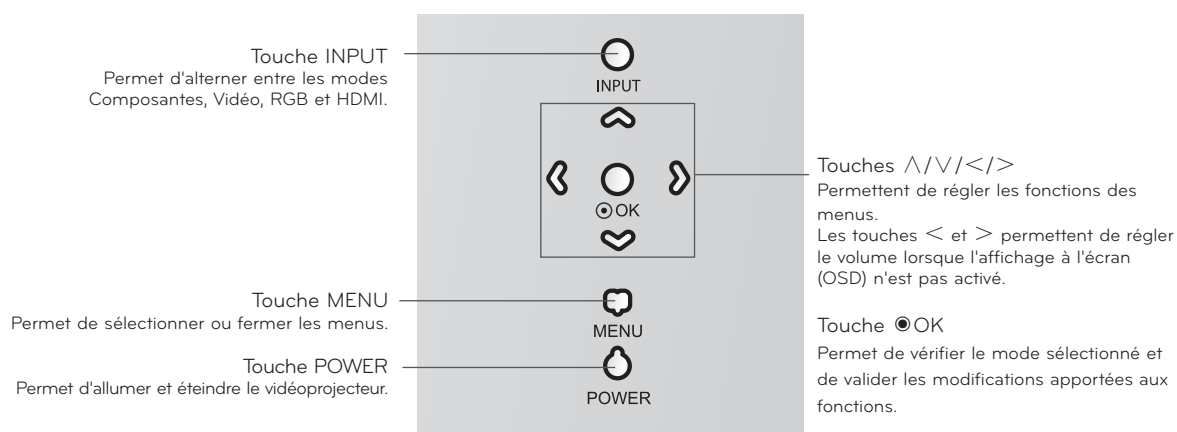 Touche INPUT
Permet d'alterner entre les modes
Composantes, Vidéo, RGB et HDMI.
INPUT
⦿OK
Touches ∧/∨/</>
Permettent de régler les fonctions des
menus.
Les touches < et > permettent de régler
le volume lorsque l'affichage à l'écran
(OSD) n'est pas activé.
Touche MENU
Permet de sélectionner ou fermer les menus.
MENU
Touche ⦿OK
Permet de vérifier le mode sélectionné et
de valider les modifications apportées aux
fonctions.
Touche POWER
Permet d'allumer et éteindre le vidéoprojecteur.
POWER